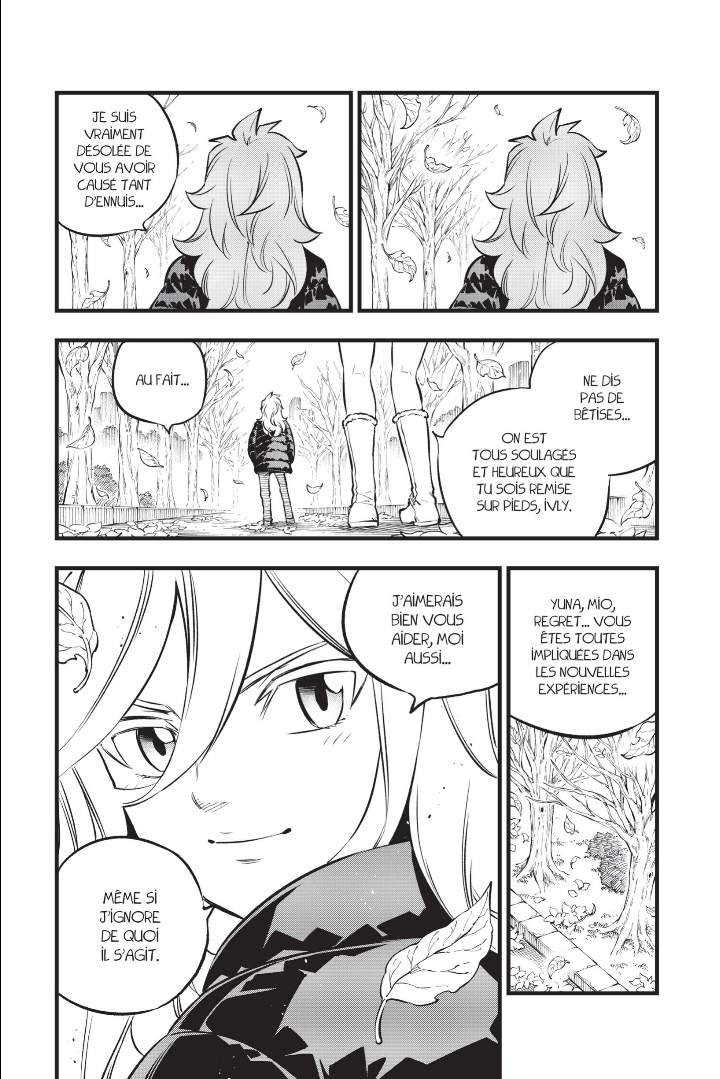 JE SUIS
VRAIMENT
DÉSOLÉE DE
VOUS AVOIR
CAUSÉ TANT
D'ENNUIS...
NE DIS
PAS DE
BÊTISES...
ON EST
TOUS SOULAGÉS
ET HEUREUX QUE
TU SOIS REMISE
SUR PIEDS, IVLY.
AU FAIT...
YUNA, MIO,
REGRET... VOUS
ÊTES TOUTES
IMPLIQUÉES DANS
LES NOUVELLES
EXPÉRIENCES...
J'AIMERAIS
BIEN VOUS
AIDER, MOI
AUSSI...
MÊME SI
J'IGNORE
DE QUOI
IL S'AGIT.